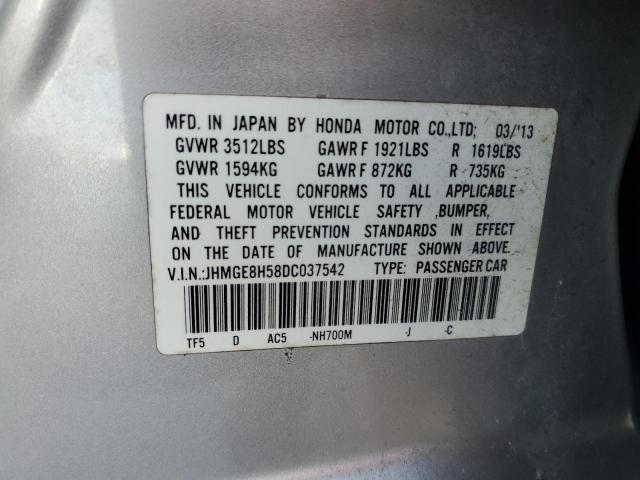 MFD. IN JAPAN BY HONDA MOTOR CO.,LTD; 03/'13
GVWR 3512LBS GAWR F 1921LBS R 1619LBS
GVWR 1594KG GAWR F 872KG R 735KG
THIS VEHICLE CONFORMS TO ALL APPLICABLE
FEDERAL MOTOR VEHICLE SAFETY ,BUMPER,
AND THEFT PREVENTION STANDARDS IN EFFECT
ON THE DATE OF MANUFACTURE SHOWN ABOVE.
V.I.N.:JHMGE8H58DC037542 TYPE: PASSENGER CAR
TF5 D AC5 -NH700M -J -C